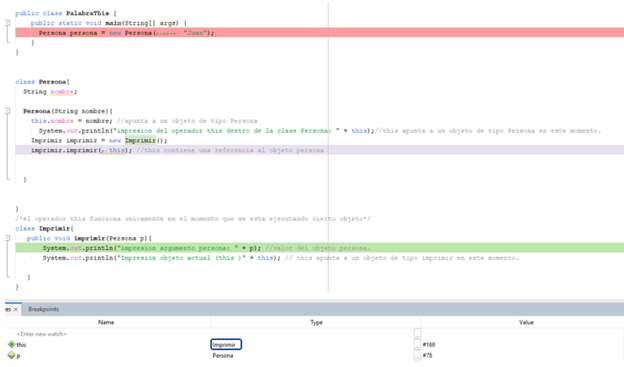 public class PalabraThis {
public static void main(String[] args) {
Persona persona = new Persona(nombre: "Juan");
}
}
class Persona{
String nombre;
Persona(String nombre){
this.nombre = nombre; //apunta a un objeto de tipo Persona
System.out.println("impresion del operador this dentro de la clase Persona: " + this);//this apunta a un objeto de tipo Persona en este momento.
Imprimir imprimir = new Imprimir();
imprimir.imprimir(p: this); //this contiene una referencia al objeto persona
}
}
/*el operador this funciona unicamente en el momento que se esta ejecutando cierto objeto*/
class Imprimir{
public void imprimir(Persona p){
System.out.println("impresion argumento persona: " + p); //valor del objeto persona.
System.out.println("Impresion objeto actual (this )" + this); // this apunta a un objeto de tipo imprimir en este momento.
}
}
es × Breakpoints
Name Type Value
<Enter new watch> ...
this Imprimir ... #169
p Persona ... #78